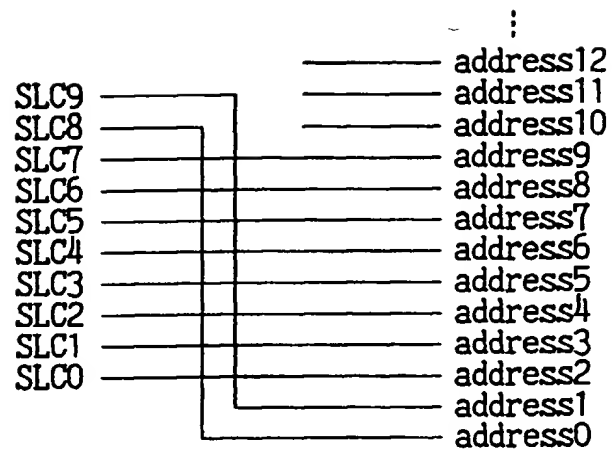 address12
SLC9 address11
SLC8 address10
SLC7 address9
SLC6 address8
SLC5 address7
SLC4 address6
SLC3 address5
SLC2 address4
SLC1 address3
SLC0 address2
address1
address0